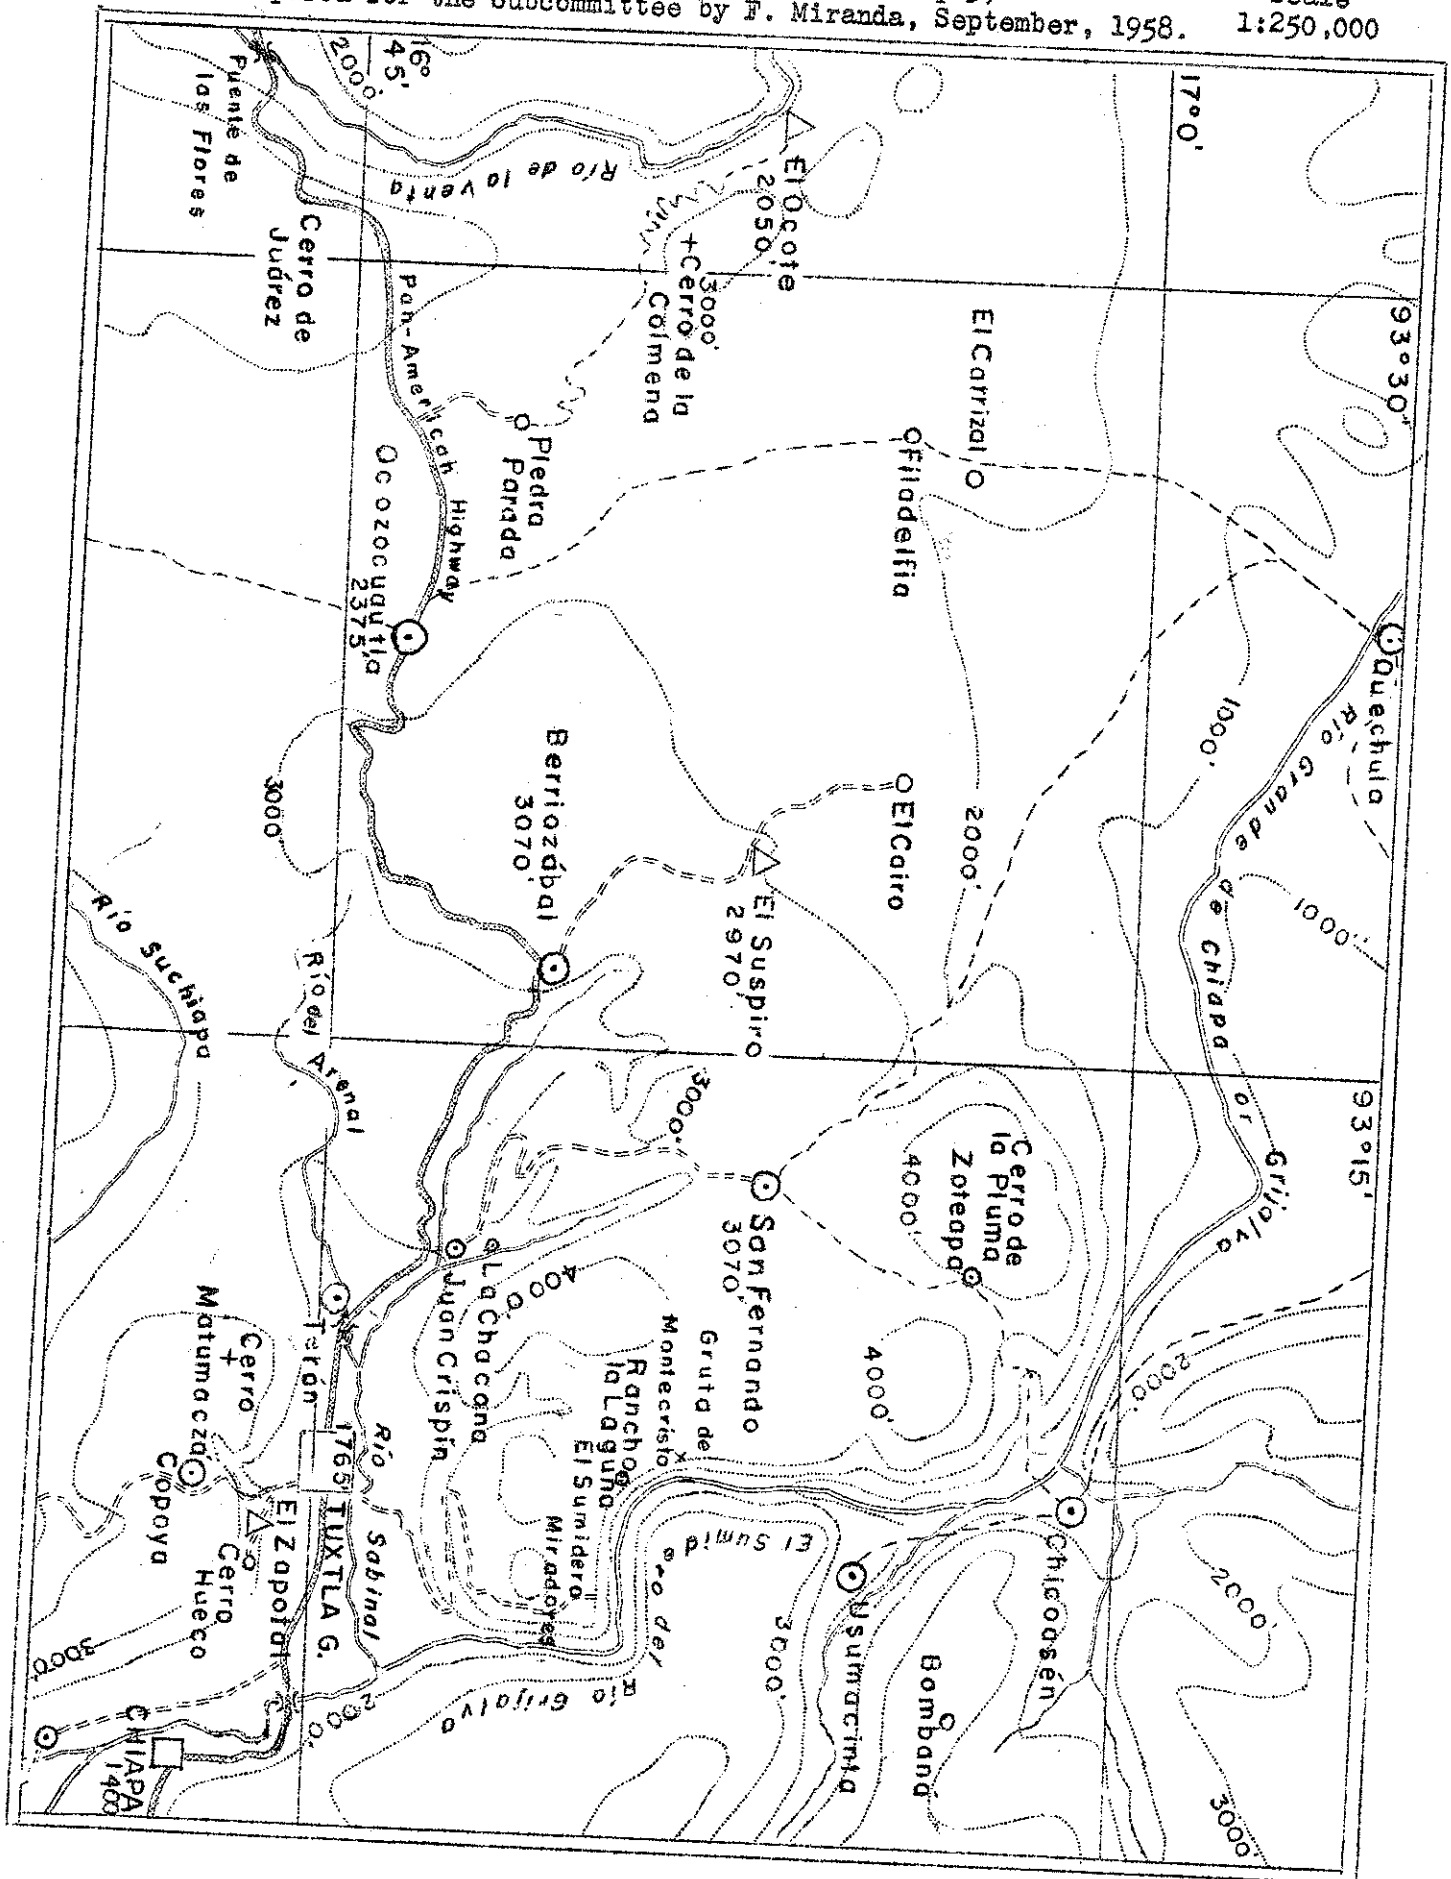 for the Subcommittee by F. Miranda, September, 1958.
Scale
1:250,000
16°
45'
2000'
17°0'
93°30'
93°15'
Puente de
las Flores
Río de la Venta
El Ocote
2050'
3000'
+Cerro de la
Colmena
Cerro de
Juárez
Pan-American Highway
Piedra
Parada
Ocozocuautla
2375'
El Carrizal
Filadelfia
Quechula
Río Grande de Chiapa or Grijalva
1000'
1000'
2000'
El Cairo
El Suspiro
2970'
Berriozábal
3070'
3000'
Río Suchiapa
Río del Arenal
3000'
Cerro de
la Pluma
Zoteapa
4000'
San Fernando
3070'
4000'
2000'
4000'
La Chacana
Juan Crispín
Gruta de
Montecristo
Rancho
la Laguna
El Sumidero
Miradores
Terán
Cerro
+
Matumaczá
Copoya
Río Sabinal
1765'
TUXTLA G.
El Zapotal
Cerro
Hueco
3000'
2000'
CHIAPA
1400'
Río Grijalva
3000'
Usumacinta
Bombaná
Chicoasén
2000'
3000'